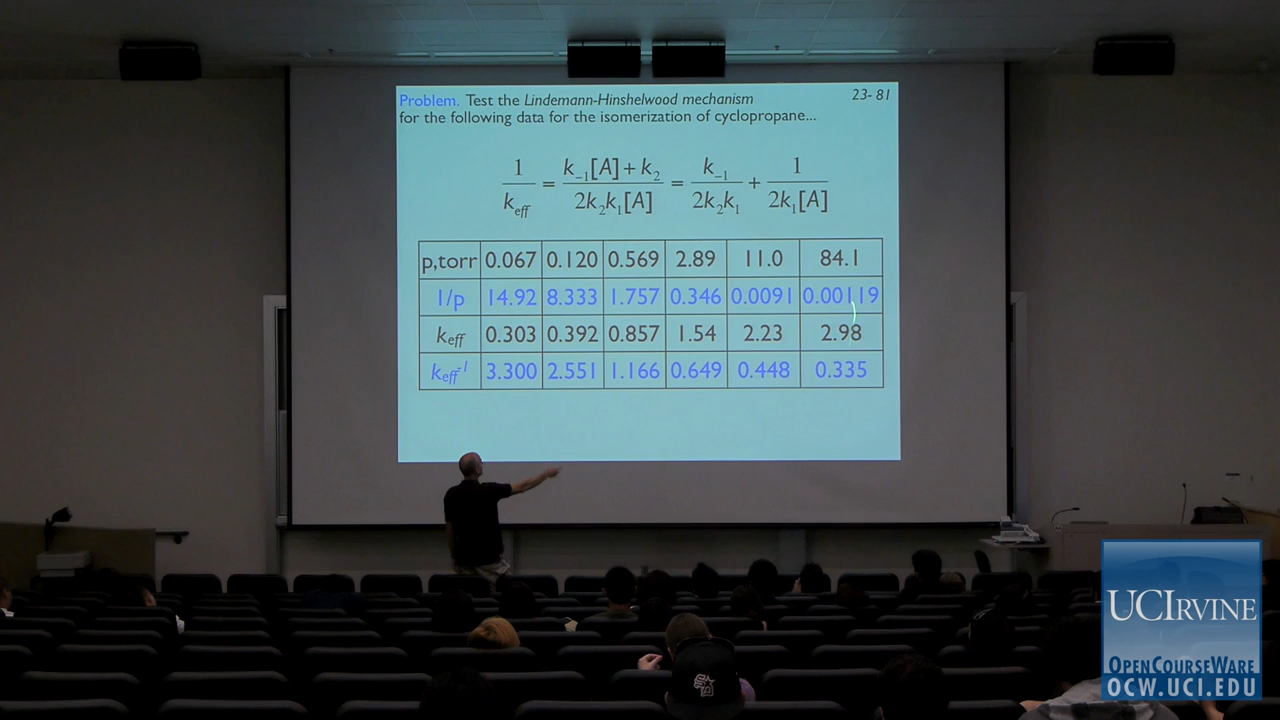 Problem. Test the Lindemann-Hinshelwood mechanism
23- 81
for the following data for the isomerization of cyclopropane...
1/k_eff = (k_-1[A]+k_2)/(2k_2k_1[A]) = k_-1/(2k_2k_1) + 1/(2k_1[A])
p,torr 0.067 0.120 0.569 2.89 11.0 84.1
1/p 14.92 8.333 1.757 0.346 0.0091 0.00119
k_eff 0.303 0.392 0.857 1.54 2.23 2.98
k_eff^-1 3.300 2.551 1.166 0.649 0.448 0.335
UCIRVINE
OPENCOURSEWARE
OCW.UCI.EDU